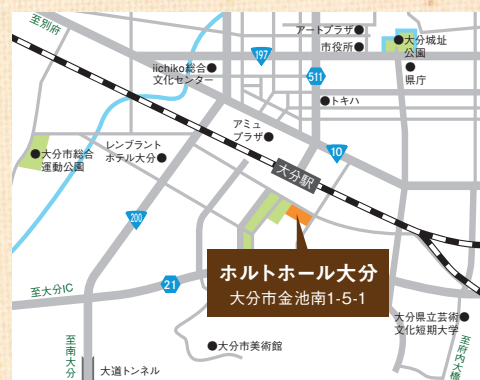 至別府
アートプラザ
市役所
大分城址
公園
県庁
197
511
iichiko総合
文化センター
トキハ
アミュ
プラザ
10
大分市総合
運動公園
レンブラント
ホテル大分
大分駅
200
ホルトホール大分
大分市金池南1-5-1
21
至大分IC
大分県立芸術
文化短期大学
至南大分
大分市美術館
大道トンネル
至府内大橋